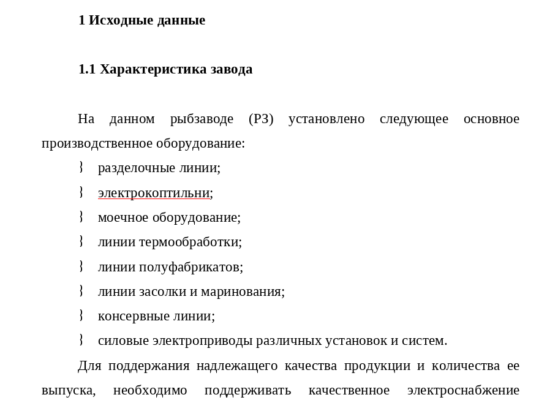 1 Исходные данные
1.1 Характеристика завода
На данном рыбзаводе (РЗ) установлено следующее основное
производственное оборудование:
⌇ разделочные линии;
⌇ электрокоптильни;
⌇ моечное оборудование;
⌇ линии термообработки;
⌇ линии полуфабрикатов;
⌇ линии засолки и маринования;
⌇ консервные линии;
⌇ силовые электроприводы различных установок и систем.
Для поддержания надлежащего качества продукции и количества ее
выпуска, необходимо поддерживать качественное электроснабжение